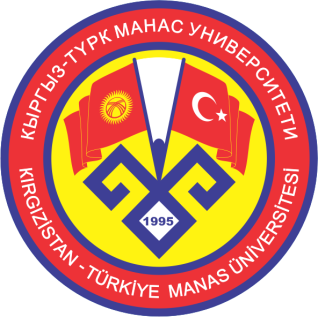 КЫРГЫЗ-ТҮРК МАНАС УНИВЕРСИТЕТИ
1995
KIRGIZİSTAN - TÜRKİYE MANAS ÜNİVERSİTESİ